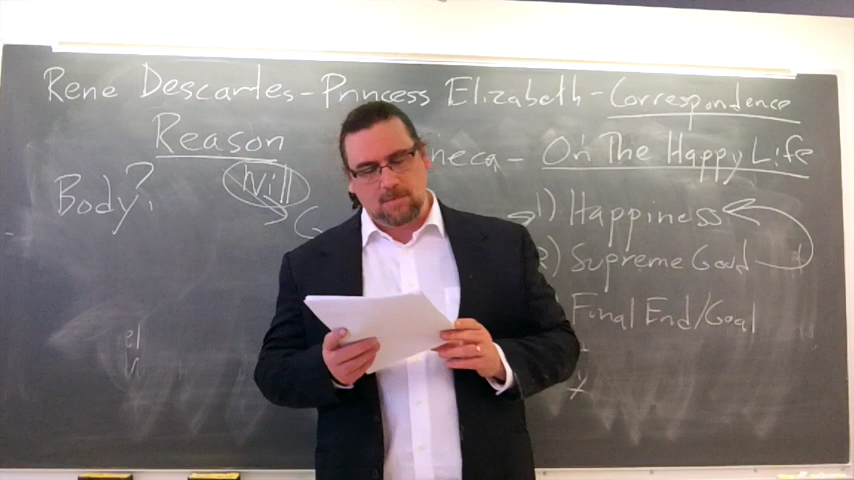 Rene Descartes - Princess Elizabeth - Correspondence
Reason
neca - On The Happy Life
Body?
Will
1) Happiness
2) Supreme Good
Final End/Goal